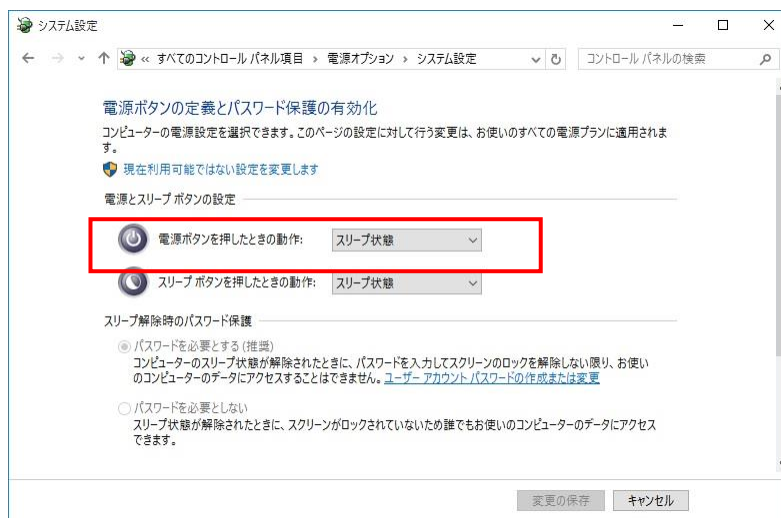 システム設定
« すべてのコントロール パネル項目 › 電源オプション › システム設定
コントロール パネルの検索
電源ボタンの定義とパスワード保護の有効化
コンピューターの電源設定を選択できます。このページの設定に対して行う変更は、お使いのすべての電源プランに適用されま
す。
現在利用可能ではない設定を変更します
電源とスリープ ボタンの設定
電源ボタンを押したときの動作: スリープ状態
スリープ ボタンを押したときの動作: スリープ状態
スリープ解除時のパスワード保護
パスワードを必要とする (推奨)
コンピューターのスリープ状態が解除されたときに、パスワードを入力してスクリーンのロックを解除しない限り、お使い
のコンピューターのデータにアクセスすることはできません。ユーザー アカウント パスワードの作成または変更
パスワードを必要としない
スリープ状態が解除されたときに、スクリーンがロックされていないため誰でもお使いのコンピューターのデータにアクセス
できます。
変更の保存 キャンセル